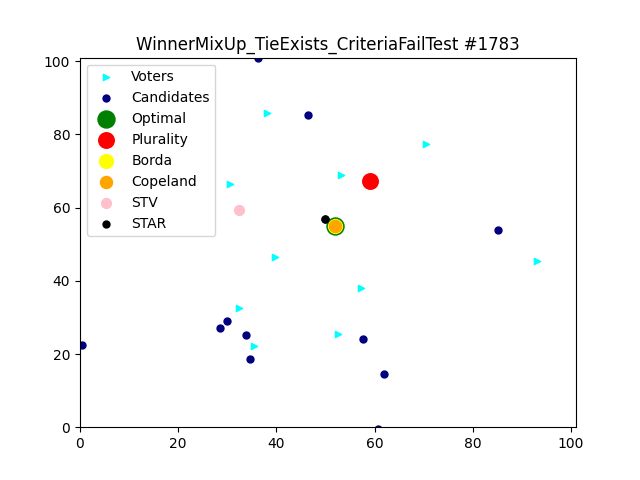 WinnerMixUp_TieExists_CriteriaFailTest #1783
Voters
Candidates
Optimal
Plurality
Borda
Copeland
STV
STAR
100
80
60
40
20
0
0 20 40 60 80 100